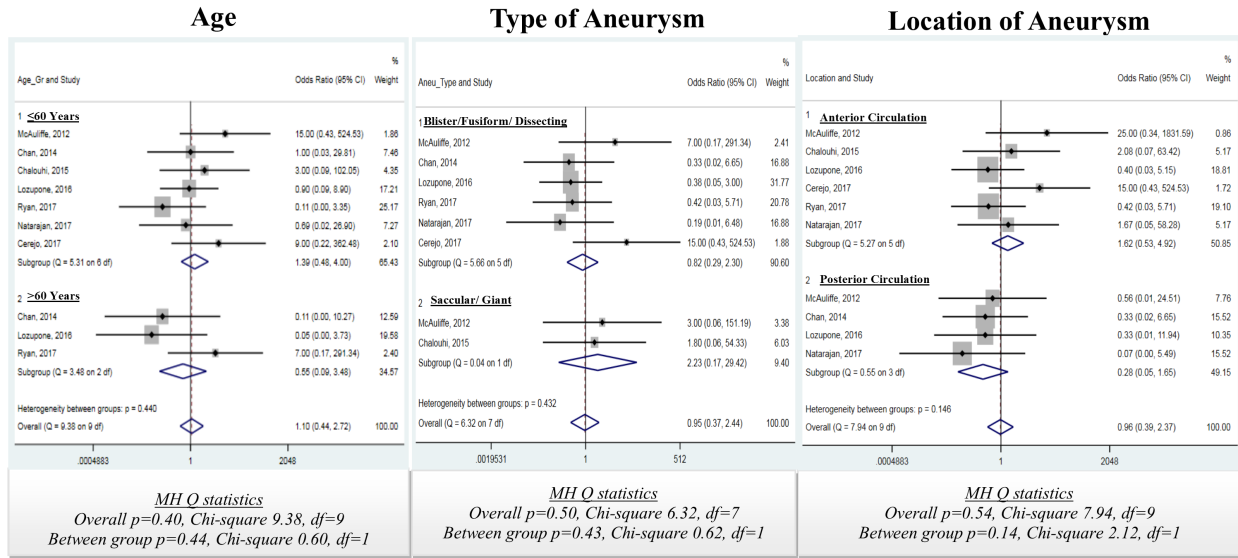 Age
%
Age_Gr and Study Odds Ratio (95% CI) Weight
1 ≤60 Years
McAuliffe, 2012 15.00 (0.43, 524.53) 1.86
Chan, 2014 1.00 (0.03, 29.81) 7.46
Chalouhi, 2015 3.00 (0.09, 102.05) 4.35
Lozupone, 2016 0.90 (0.09, 8.90) 17.21
Ryan, 2017 0.11 (0.00, 3.35) 25.17
Natarajan, 2017 0.69 (0.02, 26.90) 7.27
Cerejo, 2017 9.00 (0.22, 362.48) 2.10
Subgroup (Q = 5.31 on 6 df) 1.39 (0.48, 4.00) 65.43
2 >60 Years
Chan, 2014 0.11 (0.00, 10.27) 12.59
Lozupone, 2016 0.05 (0.00, 3.73) 19.58
Ryan, 2017 7.00 (0.17, 291.34) 2.40
Subgroup (Q = 3.48 on 2 df) 0.55 (0.09, 3.48) 34.57
Heterogeneity between groups: p = 0.440
Overall (Q = 9.38 on 9 df) 1.10 (0.44, 2.72) 100.00
.0004883 1 2048
MH Q statistics
Overall p=0.40, Chi-square 9.38, df=9
Between group p=0.44, Chi-square 0.60, df=1
Type of Aneurysm
%
Aneu_Type and Study Odds Ratio (95% CI) Weight
1 Blister/Fusiform/ Dissecting
McAuliffe, 2012 7.00 (0.17, 291.34) 2.41
Chan, 2014 0.33 (0.02, 6.65) 16.88
Lozupone, 2016 0.38 (0.05, 3.00) 31.77
Ryan, 2017 0.42 (0.03, 5.71) 20.78
Natarajan, 2017 0.19 (0.01, 6.48) 16.88
Cerejo, 2017 15.00 (0.43, 524.53) 1.88
Subgroup (Q = 5.66 on 5 df) 0.82 (0.29, 2.30) 90.60
2 Saccular/ Giant
McAuliffe, 2012 3.00 (0.06, 151.19) 3.38
Chalouhi, 2015 1.80 (0.06, 54.33) 6.03
Subgroup (Q = 0.04 on 1 df) 2.23 (0.17, 29.42) 9.40
Heterogeneity between groups: p = 0.432
Overall (Q = 6.32 on 7 df) 0.95 (0.37, 2.44) 100.00
.0019531 1 512
MH Q statistics
Overall p=0.50, Chi-square 6.32, df=7
Between group p=0.43, Chi-square 0.62, df=1
Location of Aneurysm
%
Location and Study Odds Ratio (95% CI) Weight
1 Anterior Circulation
McAuliffe, 2012 25.00 (0.34, 1831.59) 0.86
Chalouhi, 2015 2.08 (0.07, 63.42) 5.17
Lozupone, 2016 0.40 (0.03, 5.15) 18.81
Cerejo, 2017 15.00 (0.43, 524.53) 1.72
Ryan, 2017 0.42 (0.03, 5.71) 19.10
Natarajan, 2017 1.67 (0.05, 58.28) 5.17
Subgroup (Q = 5.27 on 5 df) 1.62 (0.53, 4.92) 50.85
2 Posterior Circulation
McAuliffe, 2012 0.56 (0.01, 24.51) 7.76
Chan, 2014 0.33 (0.02, 6.65) 15.52
Lozupone, 2016 0.33 (0.01, 11.94) 10.35
Natarajan, 2017 0.07 (0.00, 5.49) 15.52
Subgroup (Q = 0.55 on 3 df) 0.28 (0.05, 1.65) 49.15
Heterogeneity between groups: p = 0.146
Overall (Q = 7.94 on 9 df) 0.96 (0.39, 2.37) 100.00
.0004883 1 2048
MH Q statistics
Overall p=0.54, Chi-square 7.94, df=9
Between group p=0.14, Chi-square 2.12, df=1